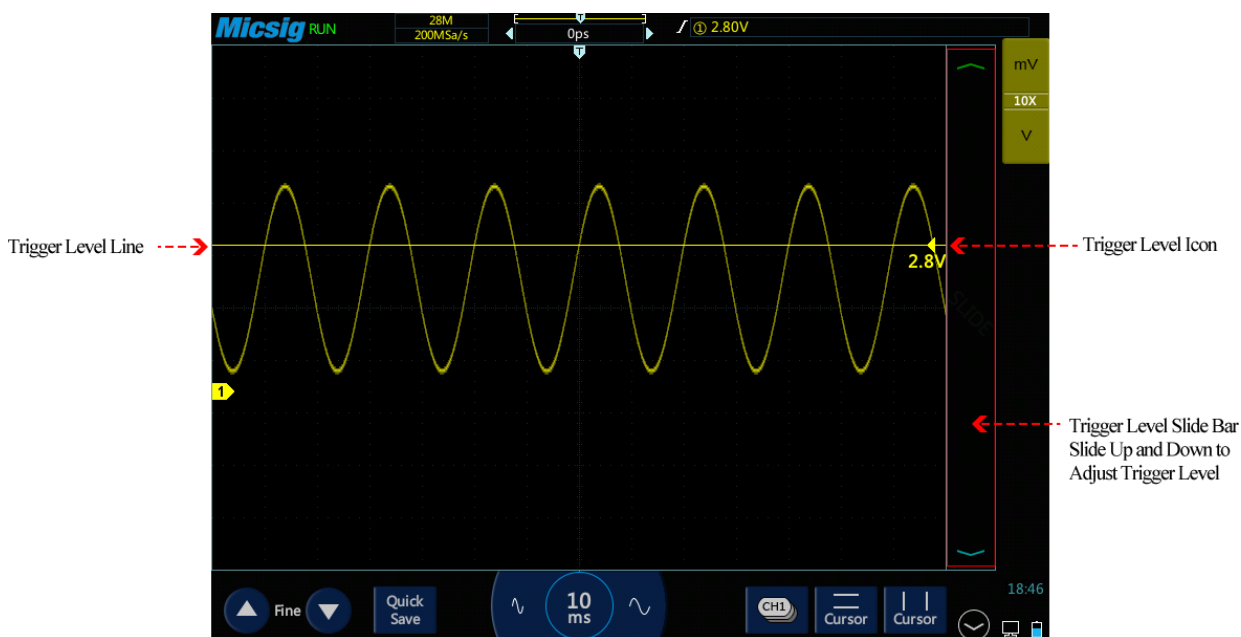 Micsig RUN
28M
200MSa/s
T
0ps
① 2.80V
T
mV
10X
V
Trigger Level Line
Trigger Level Icon
2.8V
SLIDE
1
Trigger Level Slide Bar
Slide Up and Down to
Adjust Trigger Level
Fine
Quick
Save
10
ms
CH1
Cursor
Cursor
18:46